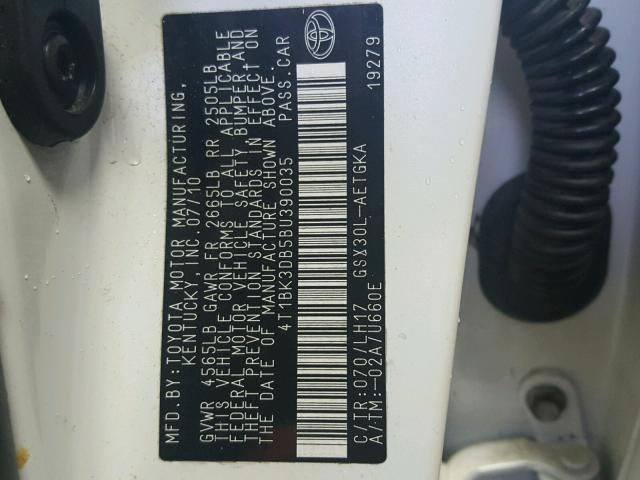 MFD.BY:TOYOTA MOTOR MANUFACTURING,
KENTUCKY, INC. 07/10
GVWR 4565LB GAWR FR 2665LB RR 2505LB
THIS VEHICLE CONFORMS TO ALL APPLICABLE
FEDERAL MOTOR VEHICLE SAFETY, BUMPER AND
THEFT PREVENTION STANDARDS IN EFFECT ON
THE DATE OF MANUFACTURE SHOWN ABOVE.
4T1BK3DB5BU390035 PASS.CAR
C/TR:070/LH17 GSX30L-AETGKA
A/TM:-02A/U660E 19279
TOYOTA